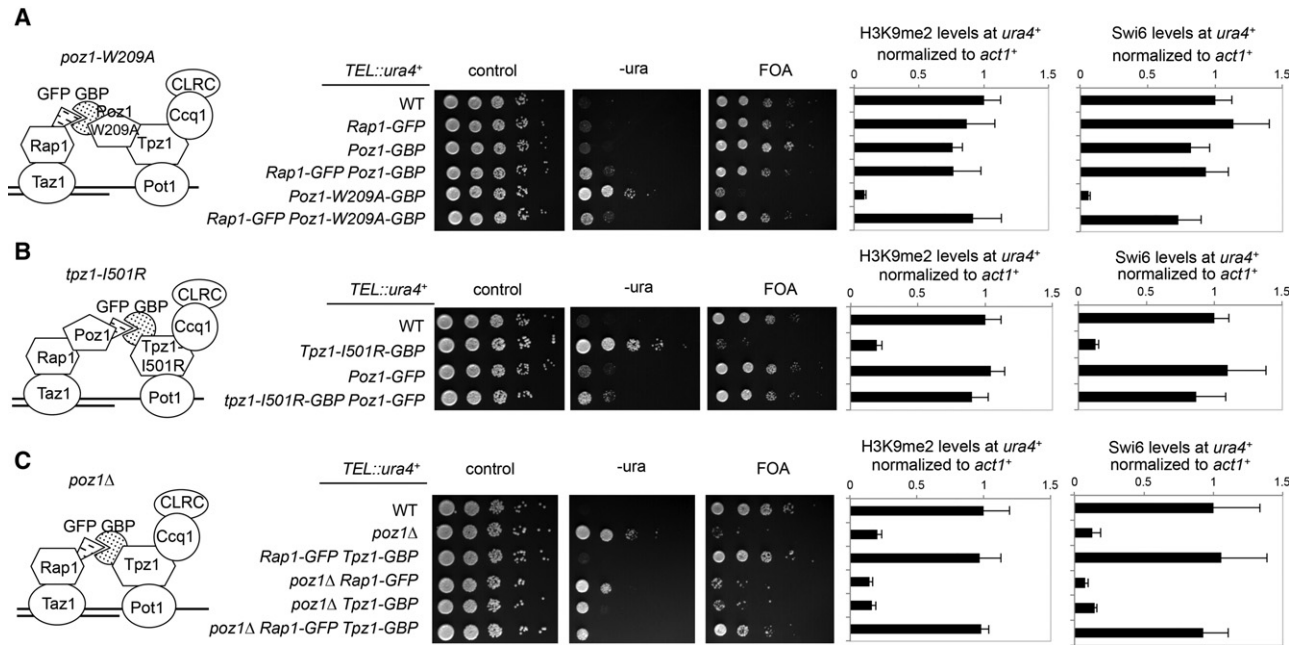 A
poz1-W209A
CLRC
GFP GBP
Poz1
W209A
Ccq1
Rap1
Tpz1
Taz1
Pot1
TEL::ura4+
control
-ura
FOA
WT
Rap1-GFP
Poz1-GBP
Rap1-GFP Poz1-GBP
Poz1-W209A-GBP
Rap1-GFP Poz1-W209A-GBP
H3K9me2 levels at ura4+
normalized to act1+
0 0.5 1 1.5
Swi6 levels at ura4+
normalized to act1+
0 0.5 1 1.5
B
tpz1-I501R
CLRC
GFP GBP
Ccq1
Poz1
Rap1
Tpz1-
I501R
Taz1
Pot1
TEL::ura4+
control
-ura
FOA
WT
Tpz1-I501R-GBP
Poz1-GFP
tpz1-I501R-GBP Poz1-GFP
H3K9me2 levels at ura4+
normalized to act1+
0 0.5 1 1.5
Swi6 levels at ura4+
normalized to act1+
0 0.5 1 1.5
C
poz1Δ
CLRC
GFP GBP
Ccq1
Rap1
Tpz1
Taz1
Pot1
TEL::ura4+
control
-ura
FOA
WT
poz1Δ
Rap1-GFP Tpz1-GBP
poz1Δ Rap1-GFP
poz1Δ Tpz1-GBP
poz1Δ Rap1-GFP Tpz1-GBP
H3K9me2 levels at ura4+
normalized to act1+
0 0.5 1 1.5
Swi6 levels at ura4+
normalized to act1+
0 0.5 1 1.5